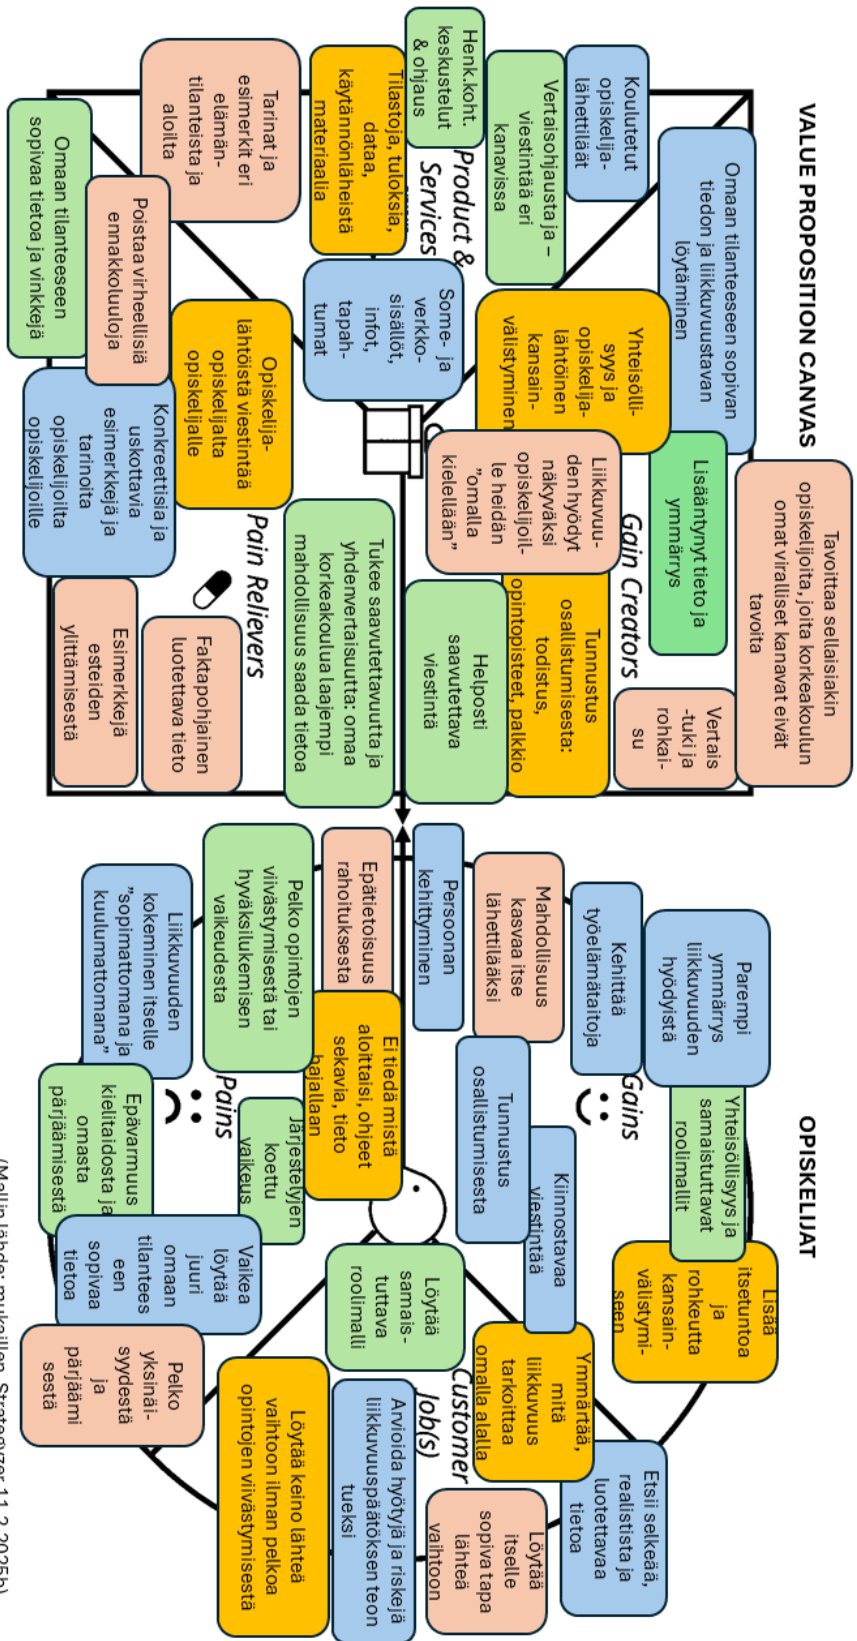 VALUE PROPOSITION CANVAS
OPISKELIJAT
Tavoittaa sellaisiakin
opiskelijoita, joita korkeakoulun
omat viralliset kanavat eivät
tavoita
Omaan tilanteeseen sopivan
tiedon ja liikkuvuustavan
löytäminen
Lisääntynyt tieto ja
ymmärrys
Vertais
-tuki ja
rohkai-
su
Koulutetut
opiskelija-
lähettiläät
Yhteisölli-
syys ja
opiskelija-
lähtöinen
kansain-
välistyminen
Gain Creators
Tunnustus
osallistumisesta:
todistus,
opintopisteet, palkkio
Vertaisohjausta ja –
viestintää eri
kanavissa
Liikkuvuu-
den hyödyt
näkyväksi
opiskelijoil-
le heidän
”omalla
kielellään”
Helposti
saavutettava
viestintä
Henk.koht.
keskustelut
& ohjaus
Product &
Services
Some- ja
verkko-
sisällöt,
infot,
tapah-
tumat
Tilastoja, tuloksia,
dataa,
käytännönläheistä
materiaalia
Tukee saavutettavuutta ja
yhdenvertaisuutta: omaa
korkeakoulua laajempi
mahdollisuus saada tietoa
Tarinat ja
esimerkit eri
elämän-
tilanteista ja
aloilta
Opiskelija-
lähtöistä viestintää
opiskelijalta
opiskelijalle
Pain Relievers
Faktapohjainen
luotettava tieto
Poistaa virheellisiä
ennakkoluuloja
Konkreettisia ja
uskottavia
esimerkkejä ja
tarinoita
opiskelijoilta
opiskelijoille
Esimerkkejä
esteiden
ylittämisestä
Omaan tilanteeseen
sopivaa tietoa ja vinkkejä
Parempi
ymmärrys
liikkuvuuden
hyödyistä
Yhteisöllisyys ja
samaistuttavat
roolimallit
Lisää
itsetuntoa
ja
rohkeutta
kansain-
välistymi-
seen
Kehittää
työelämätaitoja
Gains
Kiinnostavaa
viestintää
Mahdollisuus
kasvaa itse
lähettilääksi
Tunnustus
osallistumisesta
Ymmärtää,
mitä
liikkuvuus
tarkoittaa
omalla alalla
Etsii selkeää,
realistista ja
luotettavaa
tietoa
Persoonan
kehittyminen
Löytää
samais-
tuttava
roolimalli
Customer
Job(s)
Löytää
itselle
sopiva tapa
lähteä
vaihtoon
Epätietoisuus
rahoituksesta
Ei tiedä mistä
aloittaisi, ohjeet
sekavia, tieto
hajallaan
Arvioida hyötyjä ja riskejä
liikkuvuuspäätöksen teon
tueksi
Pelko opintojen
viivästymisestä tai
hyväksilukemisen
vaikeudesta
Järjestelyjen
koettu
vaikeus
Pains
Löytää keino lähteä
vaihtoon ilman pelkoa
opintojen viivästymisestä
Liikkuvuuden
kokeminen itselle
”sopimattomana ja
kuulumattomana”
Epävarmuus
kielitaidosta ja
omasta
pärjäämisestä
Vaikea
löytää
juuri
omaan
tilantees
een
sopivaa
tietoa
Pelko
yksinäi-
syydestä
ja
pärjäämi
sestä
(Mallin lähde: mukaillen, Strategyzer 11.2.2025b)